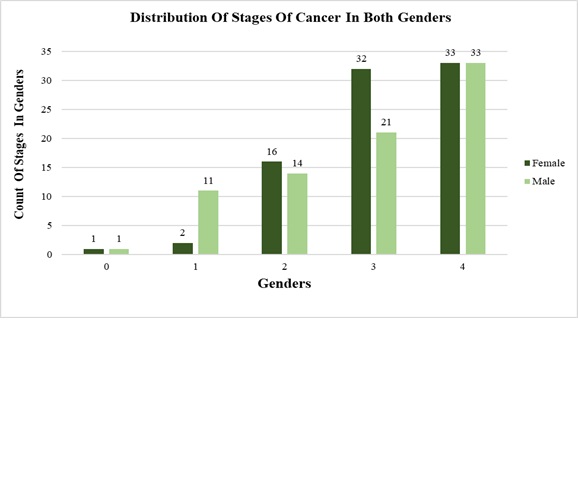 Distribution Of Stages Of Cancer In Both Genders
Count Of Stages In Genders
35
30
25
20
15
10
5
0
1 1
2 11
16 14
32 21
33 33
0 1 2 3 4
Genders
Female
Male